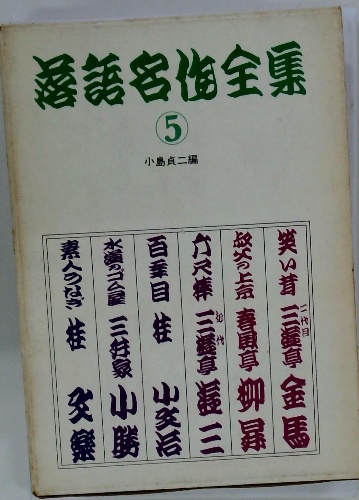 落語名作全集
⑤
小島貞二編
笑い茸 二代目 三遊亭 金馬
叔父の上京 春風亭 柳昇
六尺棒 初代 三遊亭 遊三
百年目 桂 小文治
水道のゴム屋 三升家 小勝
素人うなぎ 桂 文樂